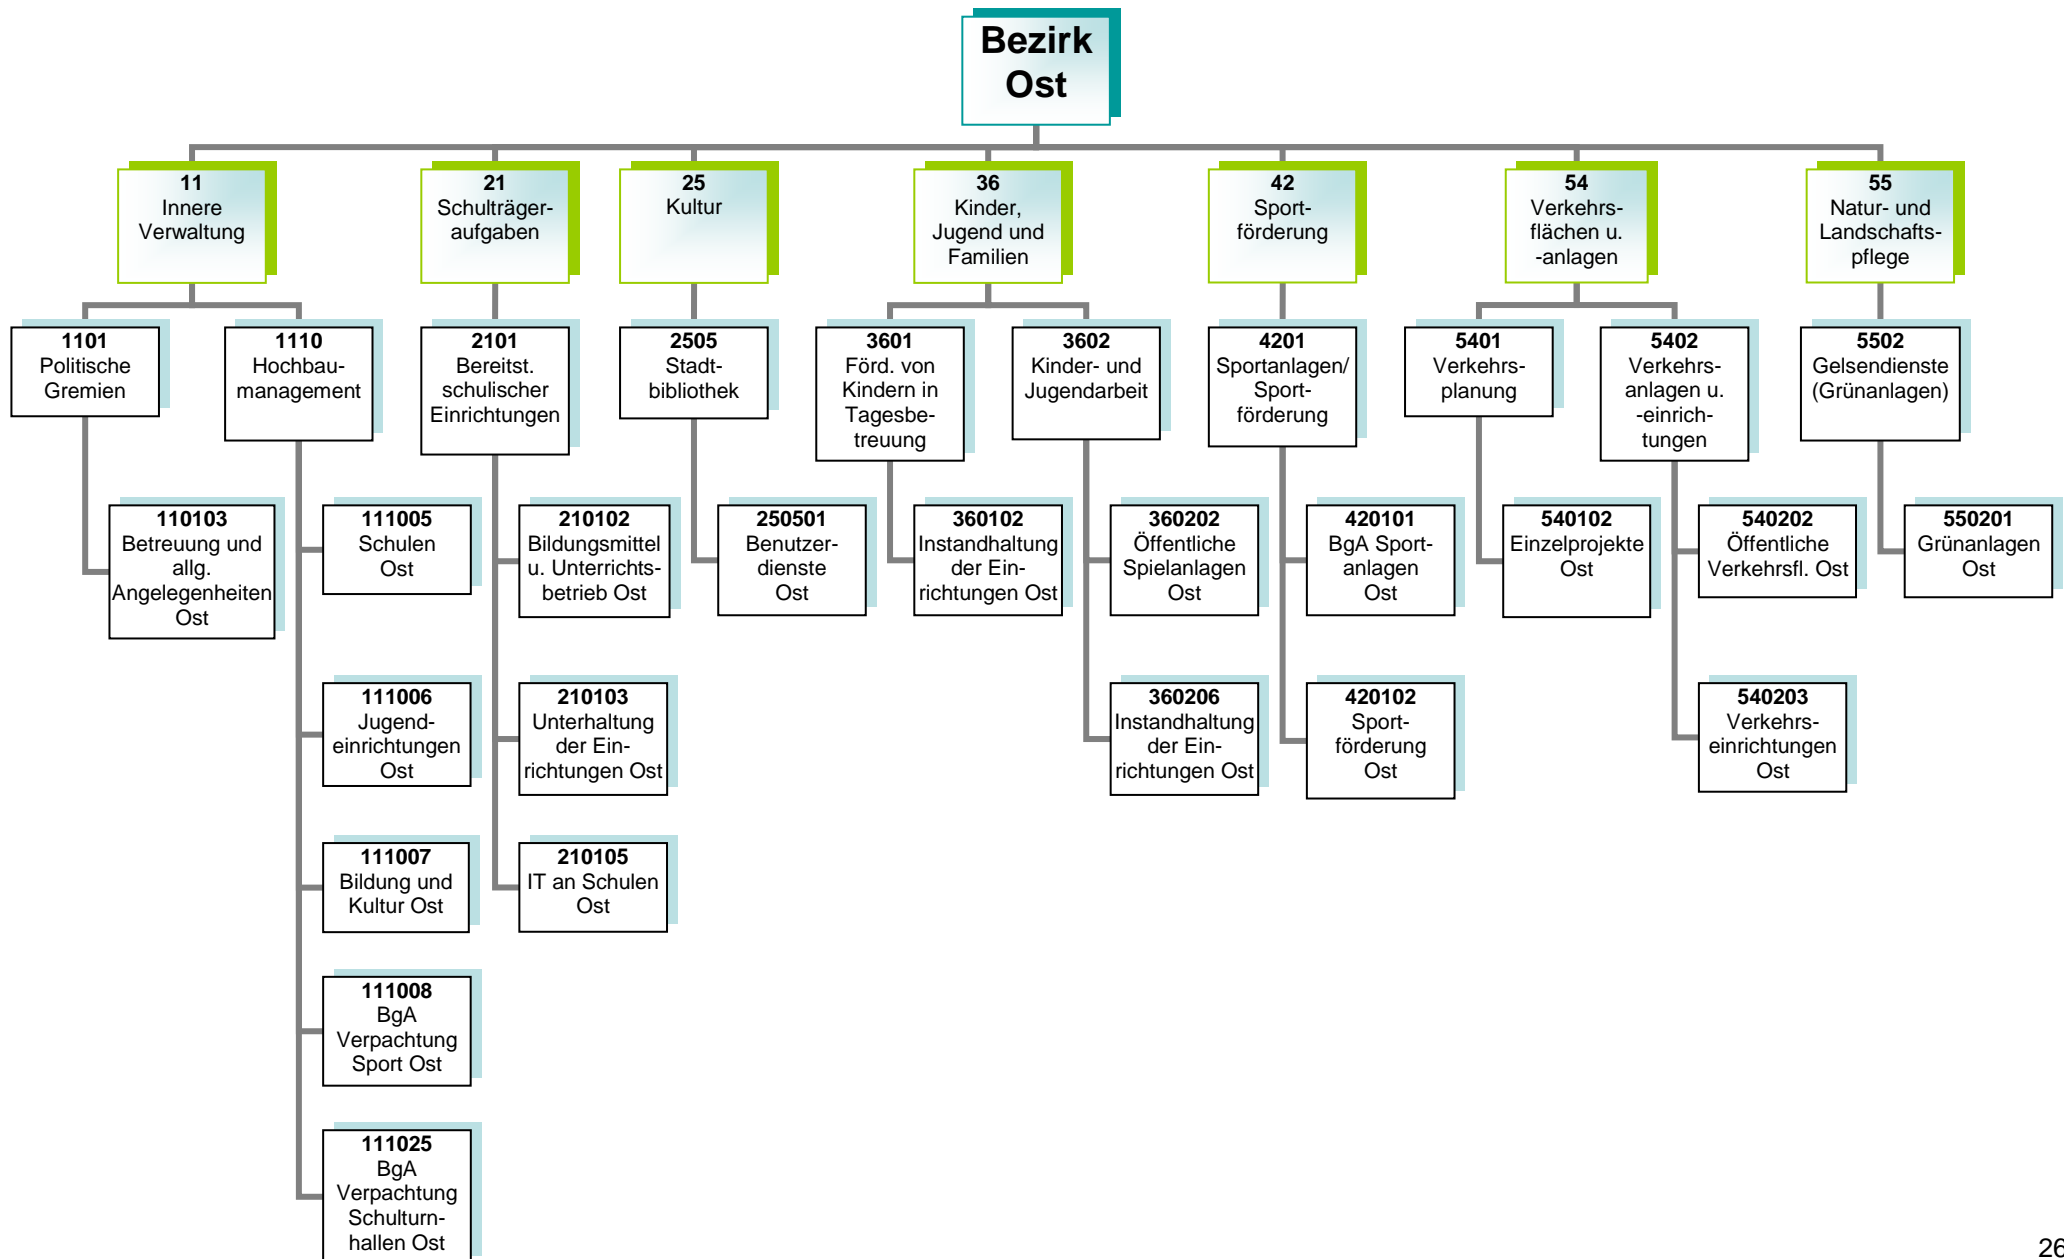 Bezirk
Ost
11
Innere
Verwaltung
21
Schulträger-
aufgaben
25
Kultur
36
Kinder,
Jugend und
Familien
42
Sport-
förderung
54
Verkehrs-
flächen u.
-anlagen
55
Natur- und
Landschafts-
pflege
1101
Politische
Gremien
1110
Hochbau-
management
2101
Bereitst.
schulischer
Einrichtungen
2505
Stadt-
bibliothek
3601
Förd. von
Kindern in
Tagesbe-
treuung
3602
Kinder- und
Jugendarbeit
4201
Sportanlagen/
Sport-
förderung
5401
Verkehrs-
planung
5402
Verkehrs-
anlagen u.
-einrich-
tungen
5502
Gelsendienste
(Grünanlagen)
110103
Betreuung und
allg.
Angelegenheiten
Ost
111005
Schulen
Ost
210102
Bildungsmittel
u. Unterrichts-
betrieb Ost
250501
Benutzer-
dienste
Ost
360102
Instandhaltung
der Ein-
richtungen Ost
360202
Öffentliche
Spielanlagen
Ost
420101
BgA Sport-
anlagen
Ost
540102
Einzelprojekte
Ost
540202
Öffentliche
Verkehrsfl. Ost
550201
Grünanlagen
Ost
111006
Jugend-
einrichtungen
Ost
210103
Unterhaltung
der Ein-
richtungen Ost
360206
Instandhaltung
der Ein-
richtungen Ost
420102
Sport-
förderung
Ost
540203
Verkehrs-
einrichtungen
Ost
111007
Bildung und
Kultur Ost
210105
IT an Schulen
Ost
111008
BgA
Verpachtung
Sport Ost
111025
BgA
Verpachtung
Schulturn-
hallen Ost
26